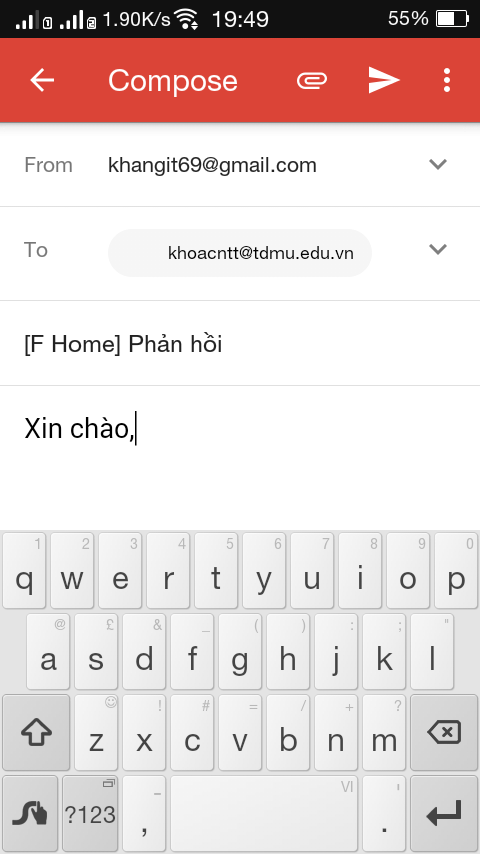 1 2 1.90K/s 19:49 55%
Compose
From khangit69@gmail.com
To khoacntt@tdmu.edu.vn
[F Home] Phản hồi
Xin chào,
1 2 3 4 5 6 7 8 9 0
q w e r t y u i o p
@ £ & _ ( ) : ; "
a s d f g h j k l
! # = / + ?
z x c v b n m
_ VI '
?123 , .